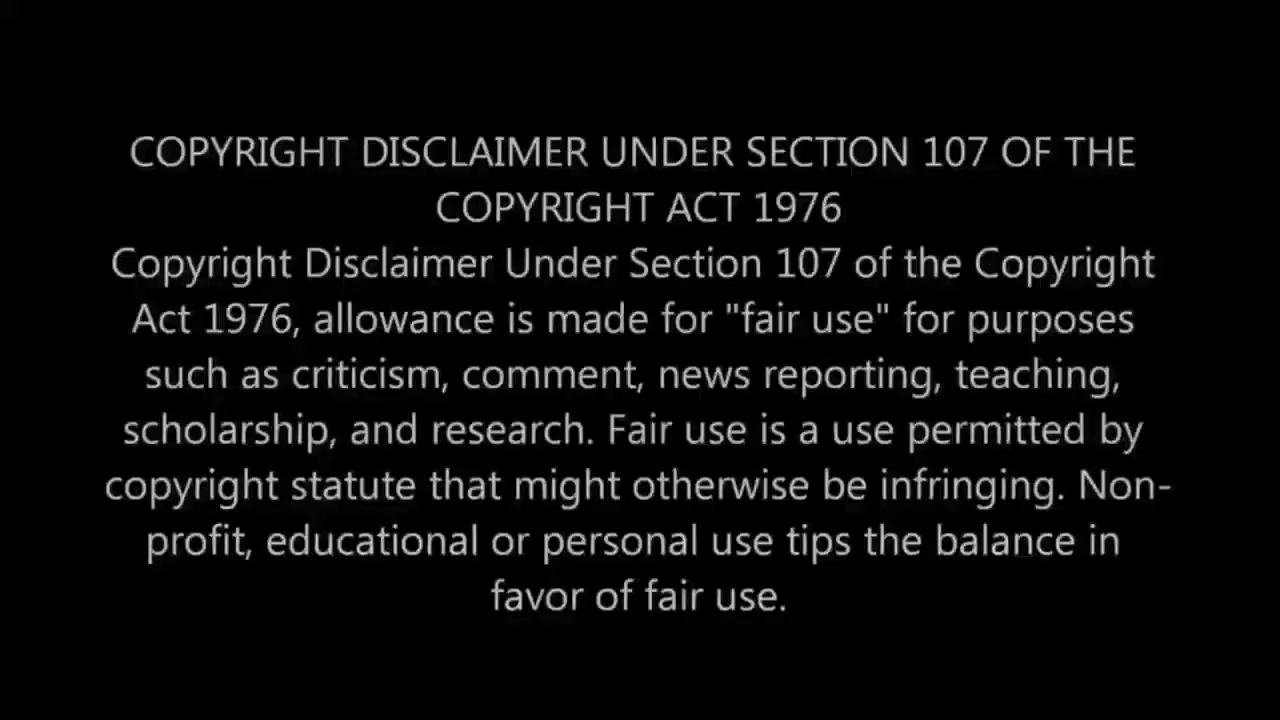 COPYRIGHT DISCLAIMER UNDER SECTION 107 OF THE
COPYRIGHT ACT 1976
Copyright Disclaimer Under Section 107 of the Copyright
Act 1976, allowance is made for "fair use" for purposes
such as criticism, comment, news reporting, teaching,
scholarship, and research. Fair use is a use permitted by
copyright statute that might otherwise be infringing. Non-
profit, educational or personal use tips the balance in
favor of fair use.